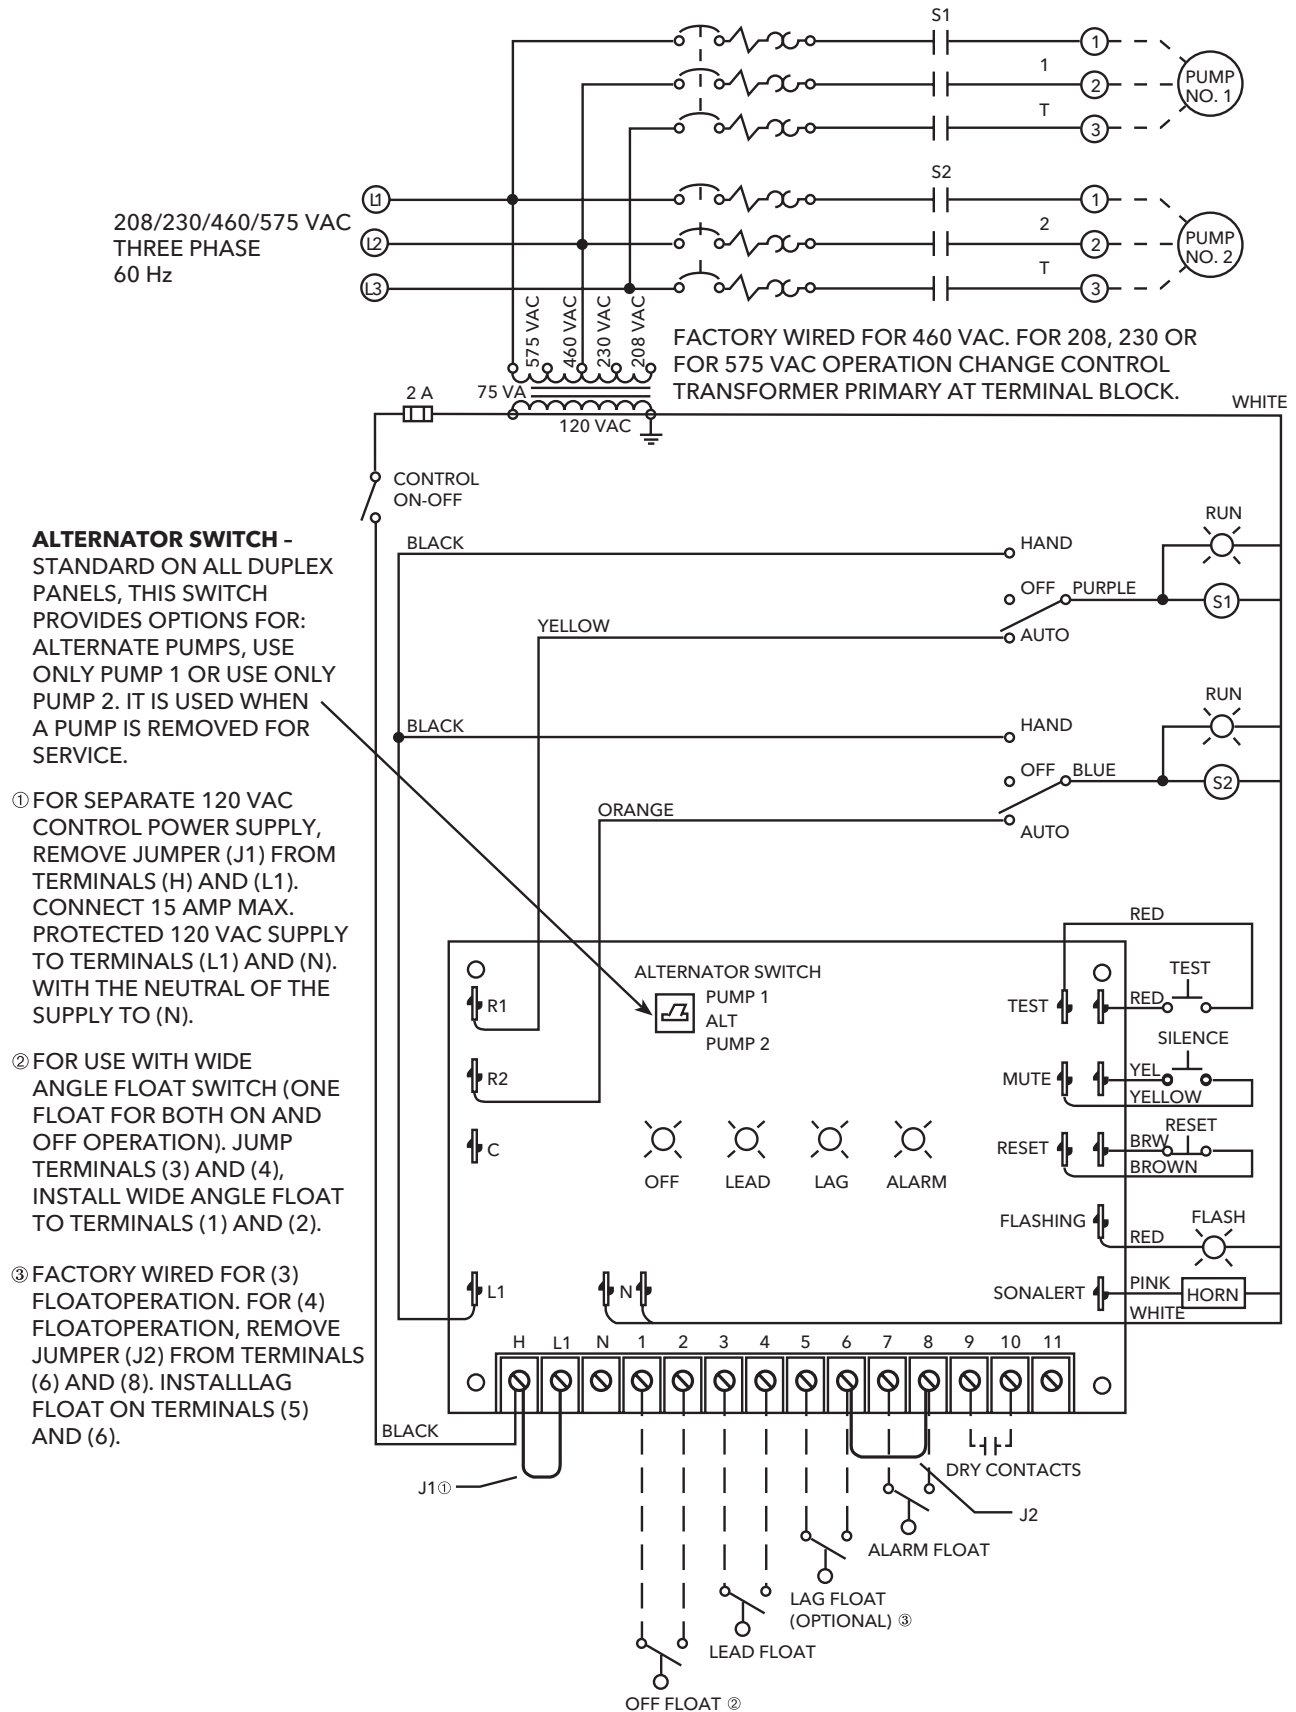 S1
1
1
2
PUMP
NO. 1
T
3
S2
L1
1
208/230/460/575 VAC
THREE PHASE
60 Hz
2
L2
2
PUMP
NO. 2
T
L3
3
575 VAC
460 VAC
230 VAC
208 VAC
FACTORY WIRED FOR 460 VAC. FOR 208, 230 OR
FOR 575 VAC OPERATION CHANGE CONTROL
TRANSFORMER PRIMARY AT TERMINAL BLOCK.
2 A
75 VA
120 VAC
WHITE
CONTROL
ON-OFF
ALTERNATOR SWITCH –
STANDARD ON ALL DUPLEX
PANELS, THIS SWITCH
PROVIDES OPTIONS FOR:
ALTERNATE PUMPS, USE
ONLY PUMP 1 OR USE ONLY
PUMP 2. IT IS USED WHEN
A PUMP IS REMOVED FOR
SERVICE.
① FOR SEPARATE 120 VAC
CONTROL POWER SUPPLY,
REMOVE JUMPER (J1) FROM
TERMINALS (H) AND (L1).
CONNECT 15 AMP MAX.
PROTECTED 120 VAC SUPPLY
TO TERMINALS (L1) AND (N).
WITH THE NEUTRAL OF THE
SUPPLY TO (N).
② FOR USE WITH WIDE
ANGLE FLOAT SWITCH (ONE
FLOAT FOR BOTH ON AND
OFF OPERATION). JUMP
TERMINALS (3) AND (4),
INSTALL WIDE ANGLE FLOAT
TO TERMINALS (1) AND (2).
③ FACTORY WIRED FOR (3)
FLOATOPERATION. FOR (4)
FLOATOPERATION, REMOVE
JUMPER (J2) FROM TERMINALS
(6) AND (8). INSTALLLAG
FLOAT ON TERMINALS (5)
AND (6).
BLACK
HAND
RUN
OFF
PURPLE
S1
YELLOW
AUTO
BLACK
HAND
RUN
OFF
BLUE
S2
ORANGE
AUTO
RED
ALTERNATOR SWITCH
PUMP 1
ALT
PUMP 2
R1
R2
C
L1
N
TEST
RED
TEST
SILENCE
MUTE
YEL
YELLOW
RESET
RESET
BRW
BROWN
OFF
LEAD
LAG
ALARM
FLASHING
RED
FLASH
SONALERT
PINK
HORN
WHITE
H L1 N 1 2 3 4 5 6 7 8 9 10 11
BLACK
J1①
DRY CONTACTS
J2
ALARM FLOAT
LAG FLOAT
(OPTIONAL) ③
LEAD FLOAT
OFF FLOAT ②